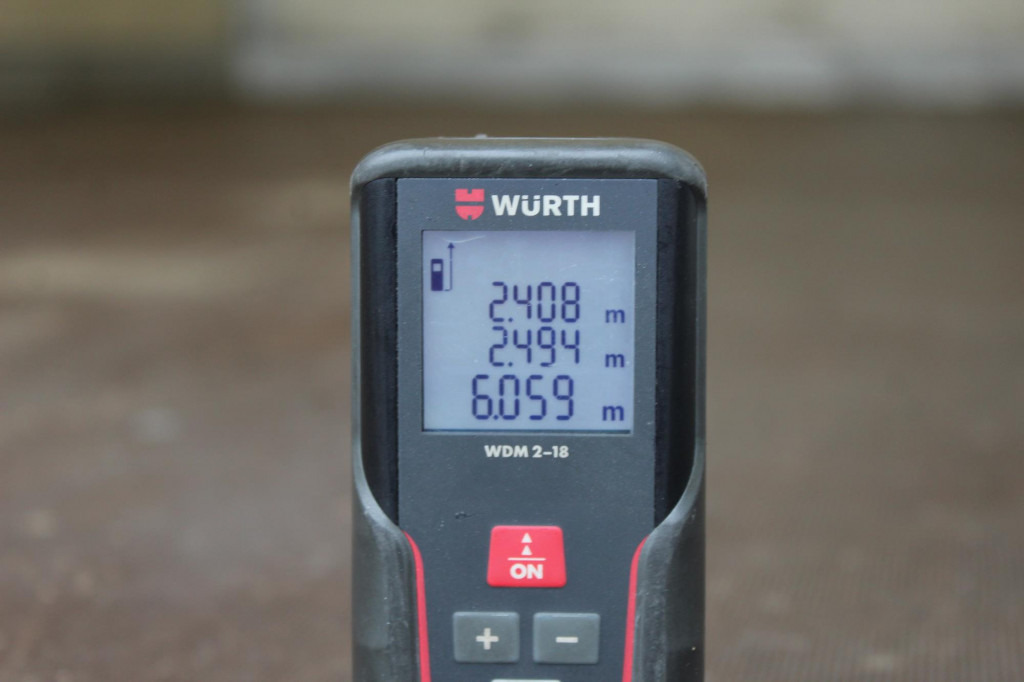 WÜRTH
2.408 m
2.494 m
6.059 m
WDM 2-18
ON
+ −